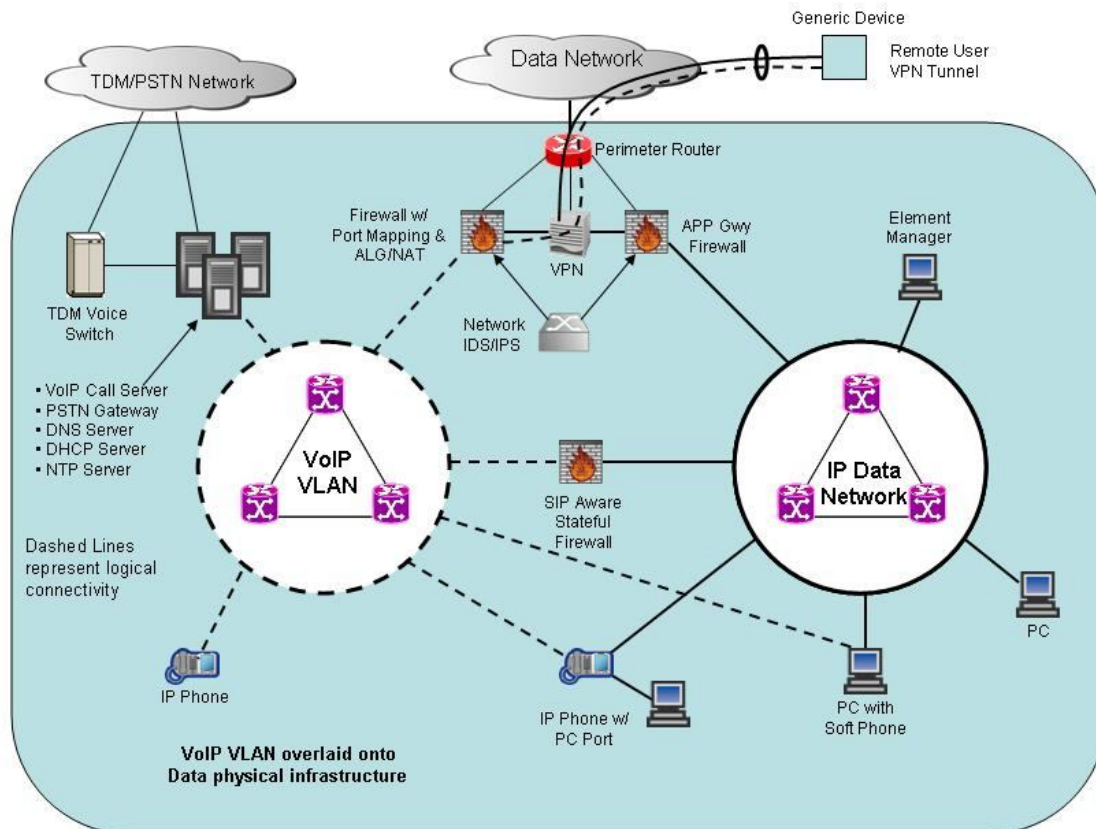 Generic Device
Data Network
Remote User
VPN Tunnel
TDM/PSTN Network
Perimeter Router
Firewall w/
Port Mapping &
ALG/NAT
APP Gwy
Firewall
Element
Manager
VPN
TDM Voice
Switch
Network
IDS/IPS
▪ VoIP Call Server
▪ PSTN Gateway
▪ DNS Server
▪ DHCP Server
▪ NTP Server
VoIP
VLAN
IP Data
Network
SIP Aware
Stateful
Firewall
Dashed Lines
represent logical
connectivity
PC
IP Phone
IP Phone w/
PC Port
PC with
Soft Phone
VoIP VLAN overlaid onto
Data physical infrastructure